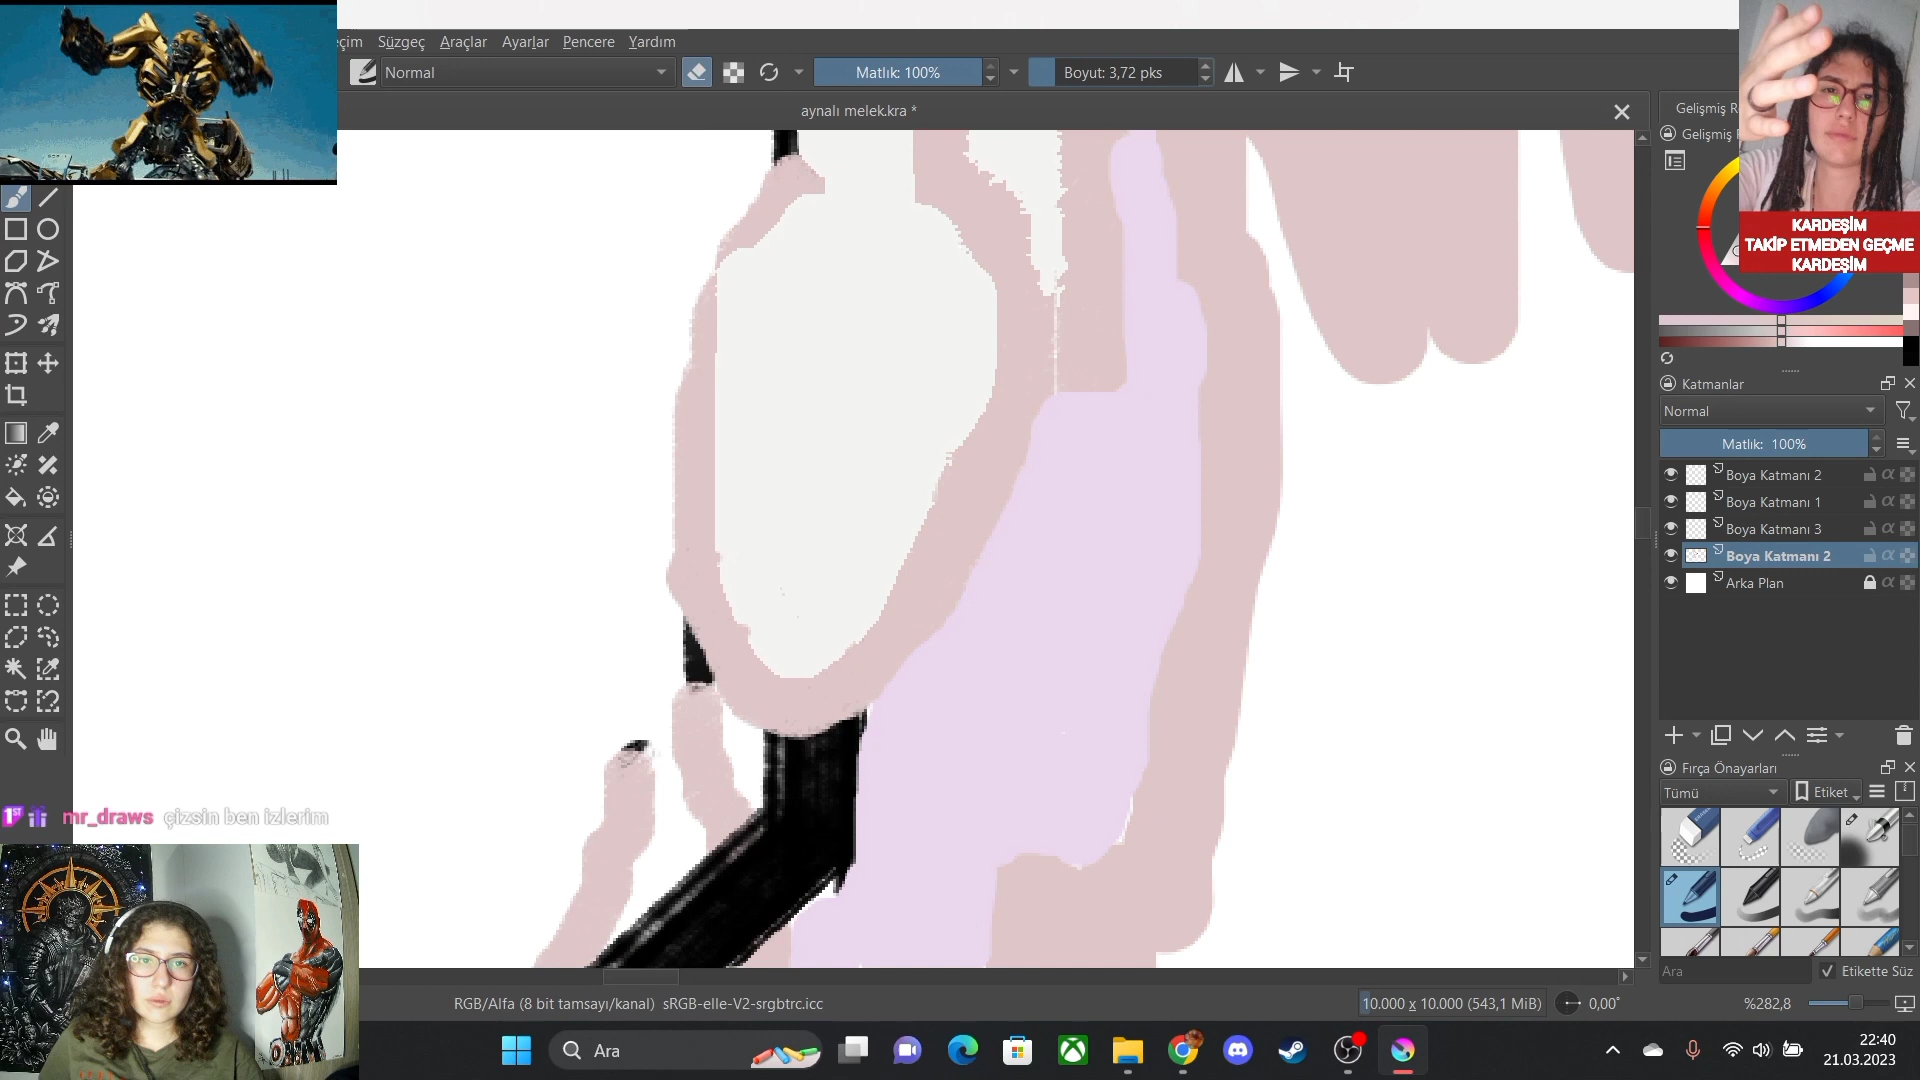 eçim Süzgeç Araçlar Ayarlar Pencere Yardım
Normal
Matlık: 100%
Boyut: 3,72 pks
aynalı melek.kra *
Gelişmiş R
Gelişmiş
KARDEŞİM
TAKİP ETMEDEN GEÇME
KARDEŞİM
Katmanlar
Normal
Matlık: 100%
Boya Katmanı 2
Boya Katmanı 1
Boya Katmanı 3
Boya Katmanı 2
Arka Plan
Fırça Önayarları
Tümü
Etiket
mr_draws çizsin ben izlerim
Ara
Etikette Süz
RGB/Alfa (8 bit tamsayı/kanal) sRGB-elle-V2-srgbtrc.icc
10.000 x 10.000 (543,1 MiB)
0,00°
%282,8
Ara
22:40
21.03.2023